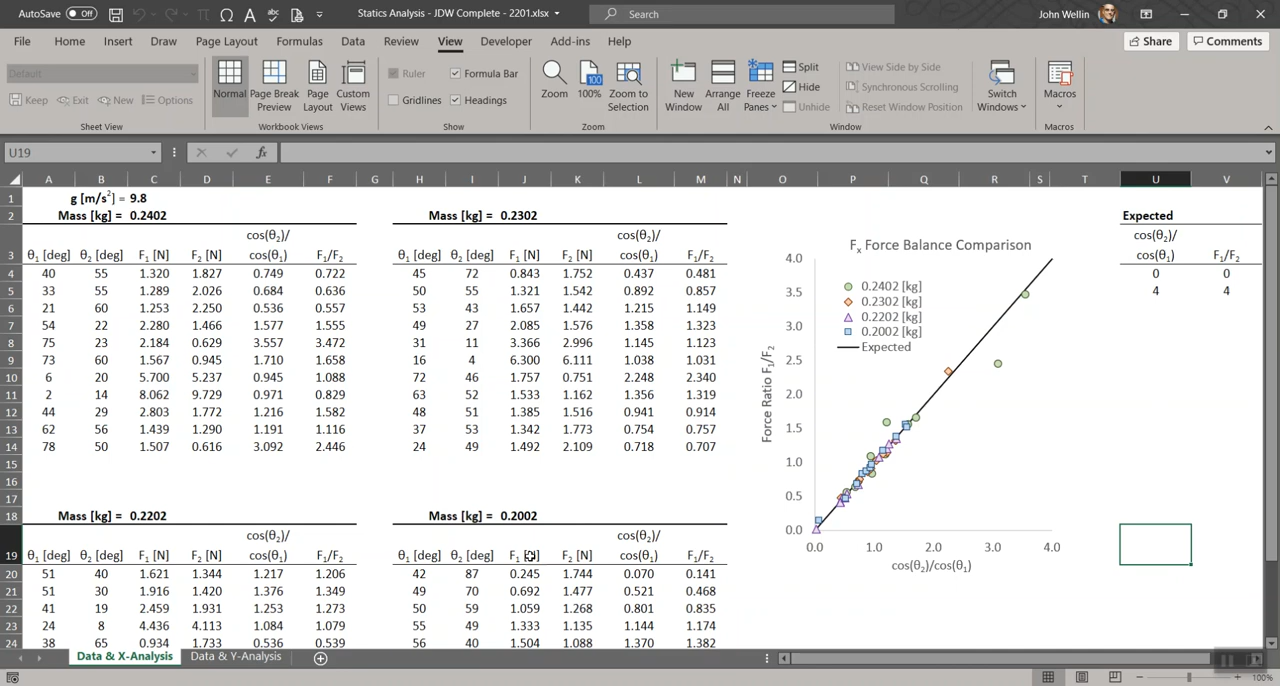 AutoSave Off Statics Analysis - JDW Complete - 2201.xlsx Search John Wellin
File Home Insert Draw Page Layout Formulas Data Review View Developer Add-ins Help Share Comments
Default
Keep Exit New Options
Sheet View
Normal Page Break Preview Page Layout Custom Views
Workbook Views
Ruler Formula Bar
Gridlines Headings
Show
Zoom 100% Zoom to Selection
Zoom
New Window Arrange All Freeze Panes
Split
Hide
Unhide
View Side by Side
Synchronous Scrolling
Reset Window Position
Switch Windows
Window
Macros
Macros
U19 fx
A B C D E F G H I J K L M N O P Q R S T U V
1 g [m/s²] = 9.8
2 Mass [kg] = 0.2402 Mass [kg] = 0.2302 Expected
cos(θ₂)/ cos(θ₂)/ cos(θ₂)/
3 θ₁ [deg] θ₂ [deg] F₁ [N] F₂ [N] cos(θ₁) F₁/F₂ θ₁ [deg] θ₂ [deg] F₁ [N] F₂ [N] cos(θ₁) F₁/F₂ cos(θ₁) F₁/F₂
4 40 55 1.320 1.827 0.749 0.722 45 72 0.843 1.752 0.437 0.481 0 0
5 33 55 1.289 2.026 0.684 0.636 50 55 1.321 1.542 0.892 0.857 4 4
6 21 60 1.253 2.250 0.536 0.557 53 43 1.657 1.442 1.215 1.149
7 54 22 2.280 1.466 1.577 1.555 49 27 2.085 1.576 1.358 1.323
8 75 23 2.184 0.629 3.557 3.472 31 11 3.366 2.996 1.145 1.123
9 73 60 1.567 0.945 1.710 1.658 16 4 6.300 6.111 1.038 1.031
10 6 20 5.700 5.237 0.945 1.088 72 46 1.757 0.751 2.248 2.340
11 2 14 8.062 9.729 0.971 0.829 63 52 1.533 1.162 1.356 1.319
12 44 29 2.803 1.772 1.216 1.582 48 51 1.385 1.516 0.941 0.914
13 62 56 1.439 1.290 1.191 1.116 37 53 1.342 1.773 0.754 0.757
14 78 50 1.507 0.616 3.092 2.446 24 49 1.492 2.109 0.718 0.707
15
16
17
18 Mass [kg] = 0.2202 Mass [kg] = 0.2002
cos(θ₂)/ cos(θ₂)/
19 θ₁ [deg] θ₂ [deg] F₁ [N] F₂ [N] cos(θ₁) F₁/F₂ θ₁ [deg] θ₂ [deg] F₁ [N] F₂ [N] cos(θ₁) F₁/F₂
20 51 40 1.621 1.344 1.217 1.206 42 87 0.245 1.744 0.070 0.141
21 51 30 1.916 1.420 1.376 1.349 49 70 0.692 1.477 0.521 0.468
22 41 19 2.459 1.931 1.253 1.273 50 59 1.059 1.268 0.801 0.835
23 24 8 4.436 4.113 1.084 1.079 55 49 1.333 1.135 1.144 1.174
24 38 65 0.934 1.733 0.536 0.539 56 40 1.504 1.088 1.370 1.382
Fx Force Balance Comparison
4.0
3.5
3.0
2.5
2.0
1.5
1.0
0.5
0.0
Force Ratio F₁/F₂
0.2402 [kg]
0.2302 [kg]
0.2202 [kg]
0.2002 [kg]
Expected
0.0 1.0 2.0 3.0 4.0
cos(θ₂)/cos(θ₁)
Data & X-Analysis Data & Y-Analysis
100%